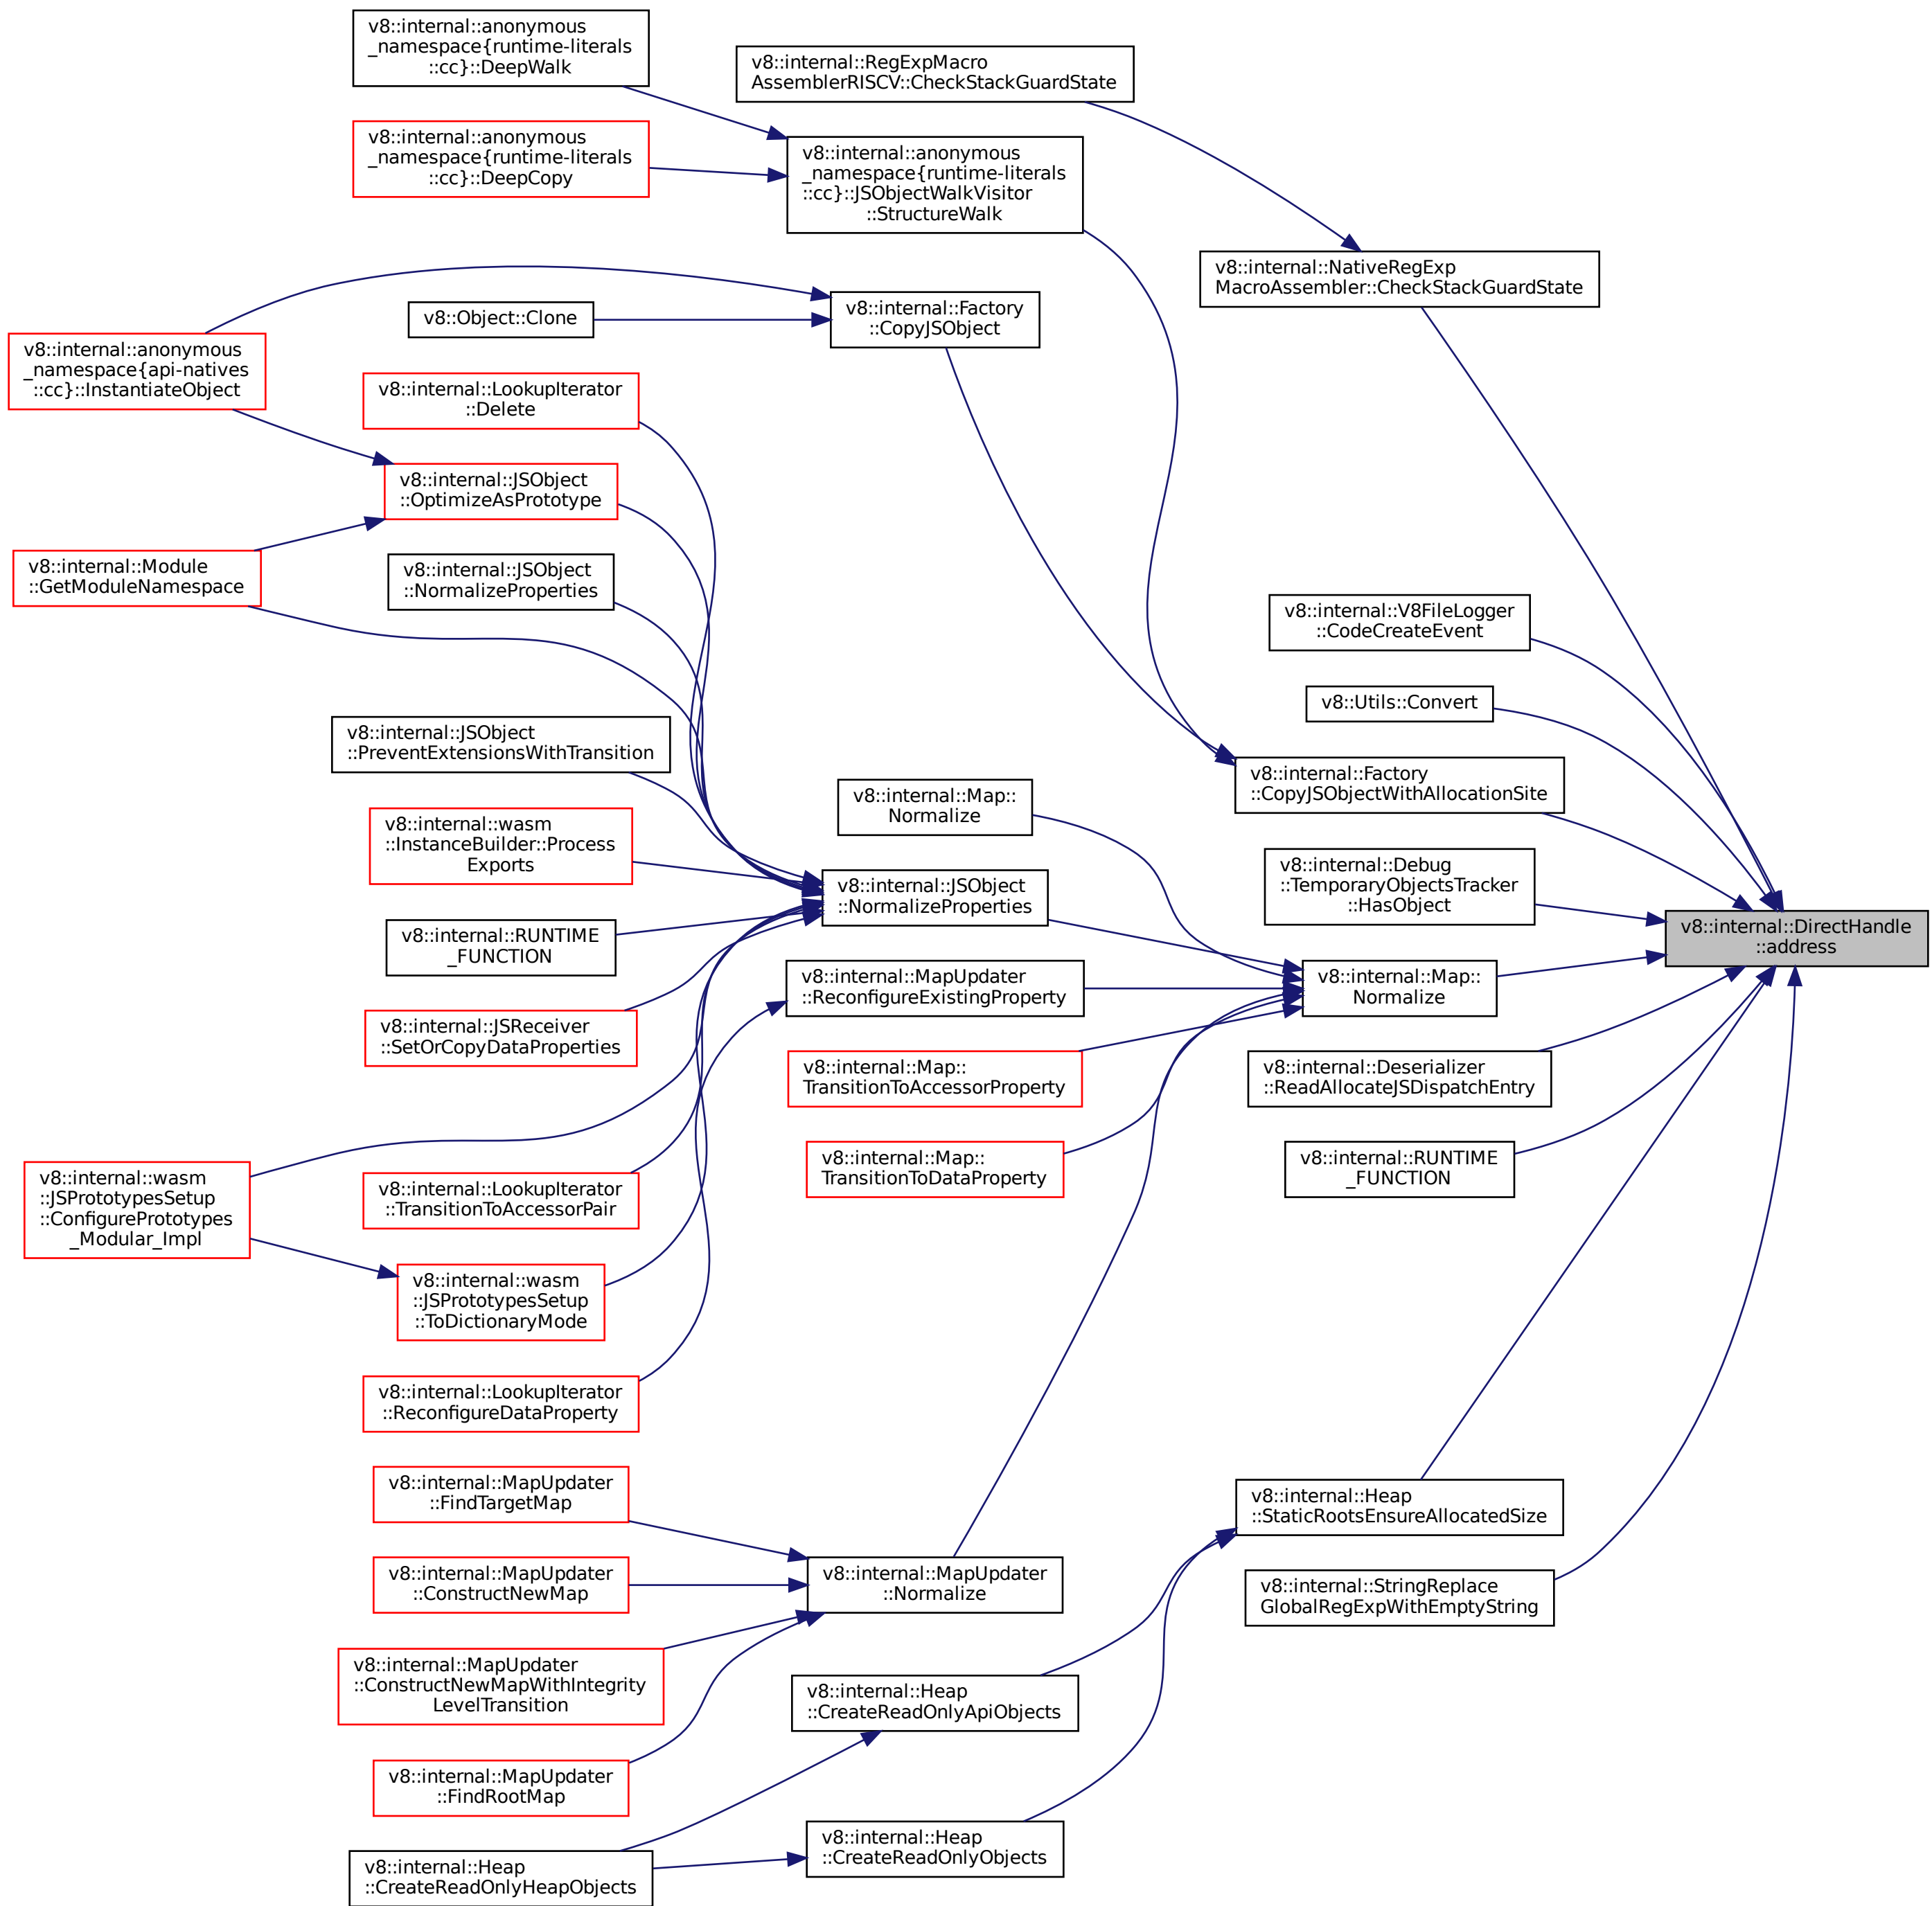 v8::internal::anonymous
_namespace{runtime-literals
::cc}::DeepWalk
v8::internal::RegExpMacro
AssemblerRISCV::CheckStackGuardState
v8::internal::anonymous
_namespace{runtime-literals
::cc}::DeepCopy
v8::internal::anonymous
_namespace{runtime-literals
::cc}::JSObjectWalkVisitor
::StructureWalk
v8::internal::NativeRegExp
MacroAssembler::CheckStackGuardState
v8::Object::Clone
v8::internal::Factory
::CopyJSObject
v8::internal::anonymous
_namespace{api-natives
::cc}::InstantiateObject
v8::internal::LookupIterator
::Delete
v8::internal::JSObject
::OptimizeAsPrototype
v8::internal::Module
::GetModuleNamespace
v8::internal::JSObject
::NormalizeProperties
v8::internal::V8FileLogger
::CodeCreateEvent
v8::Utils::Convert
v8::internal::JSObject
::PreventExtensionsWithTransition
v8::internal::Factory
::CopyJSObjectWithAllocationSite
v8::internal::Map::
Normalize
v8::internal::wasm
::InstanceBuilder::Process
Exports
v8::internal::JSObject
::NormalizeProperties
v8::internal::Debug
::TemporaryObjectsTracker
::HasObject
v8::internal::DirectHandle
::address
v8::internal::RUNTIME
_FUNCTION
v8::internal::MapUpdater
::ReconfigureExistingProperty
v8::internal::Map::
Normalize
v8::internal::JSReceiver
::SetOrCopyDataProperties
v8::internal::Map::
TransitionToAccessorProperty
v8::internal::Deserializer
::ReadAllocateJSDispatchEntry
v8::internal::Map::
TransitionToDataProperty
v8::internal::RUNTIME
_FUNCTION
v8::internal::wasm
::JSPrototypesSetup
::ConfigurePrototypes
_Modular_Impl
v8::internal::LookupIterator
::TransitionToAccessorPair
v8::internal::wasm
::JSPrototypesSetup
::ToDictionaryMode
v8::internal::LookupIterator
::ReconfigureDataProperty
v8::internal::MapUpdater
::FindTargetMap
v8::internal::Heap
::StaticRootsEnsureAllocatedSize
v8::internal::MapUpdater
::ConstructNewMap
v8::internal::MapUpdater
::Normalize
v8::internal::StringReplace
GlobalRegExpWithEmptyString
v8::internal::MapUpdater
::ConstructNewMapWithIntegrity
LevelTransition
v8::internal::Heap
::CreateReadOnlyApiObjects
v8::internal::MapUpdater
::FindRootMap
v8::internal::Heap
::CreateReadOnlyObjects
v8::internal::Heap
::CreateReadOnlyHeapObjects